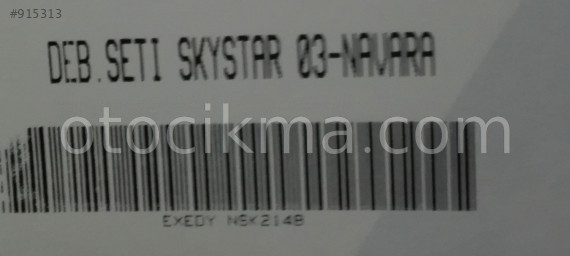 #915313
DEB.SETI SKYSTAR 03-NAVARA
otocikma.com
EXEDY NSK2148